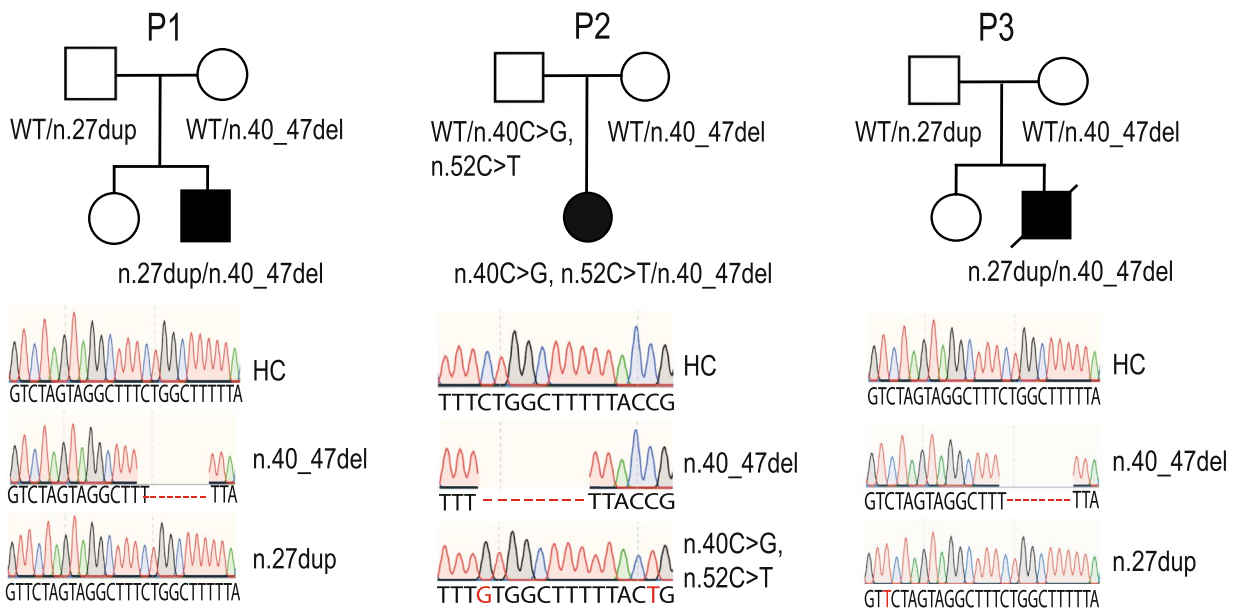 P1
P2
P3
WT/n.27dup
WT/n.40_47del
WT/n.40C>G,
n.52C>T
WT/n.40_47del
WT/n.27dup
WT/n.40_47del
n.27dup/n.40_47del
n.40C>G, n.52C>T/n.40_47del
n.27dup/n.40_47del
HC
GTCTAGTAGGCTTTCTGGCTTTTTA
n.40_47del
GTCTAGTAGGCTTT-------- TTA
n.27dup
GTTCTAGTAGGCTTTCTGGCTTTTTA
HC
TTTCTGGCTTTTTACCG
n.40_47del
TTT -------- TTACCG
n.40C>G,
n.52C>T
TTTGTGGCTTTTTACTG
HC
GTCTAGTAGGCTTTCTGGCTTTTTA
n.40_47del
GTCTAGTAGGCTTT-------- TTA
n.27dup
GTTCTAGTAGGCTTTCTGGCTTTTTA